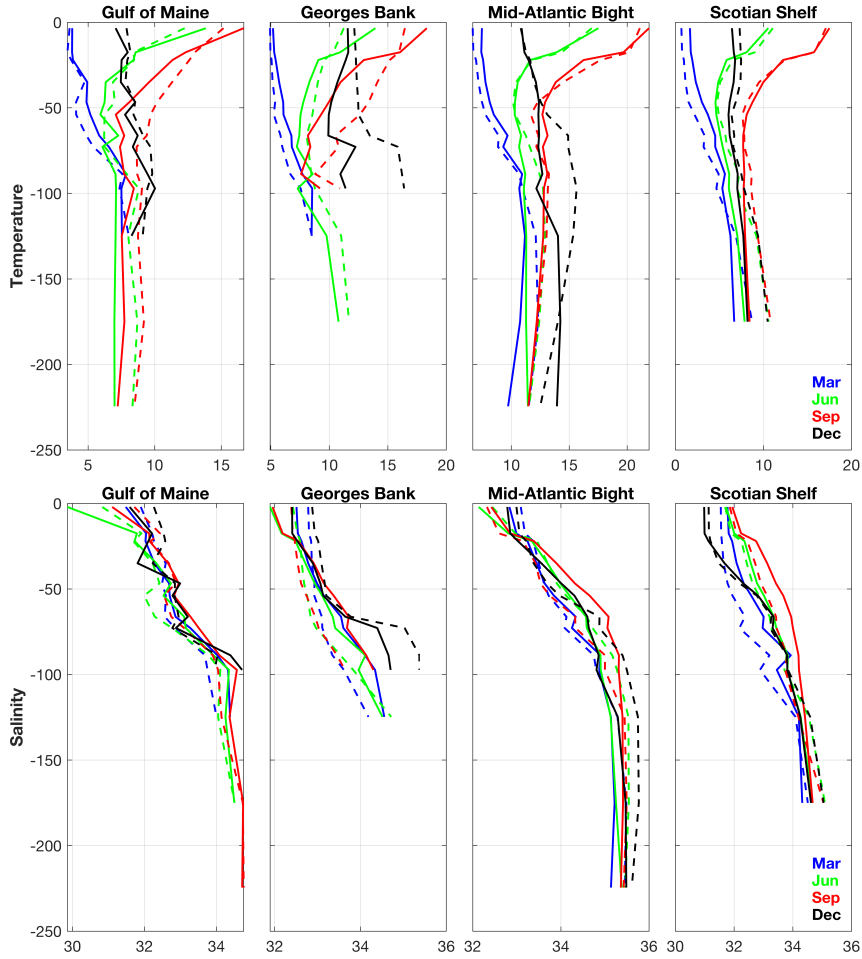 Gulf of Maine Georges Bank Mid-Atlantic Bight Scotian Shelf
0
-50
-100
-150
-200
-250
Temperature
5 10 15 5 10 15 20 10 15 20 0 10 20
Mar
Jun
Sep
Dec
Gulf of Maine Georges Bank Mid-Atlantic Bight Scotian Shelf
0
-50
-100
-150
-200
-250
Salinity
30 32 34 32 34 36 32 34 36 30 32 34 36
Mar
Jun
Sep
Dec